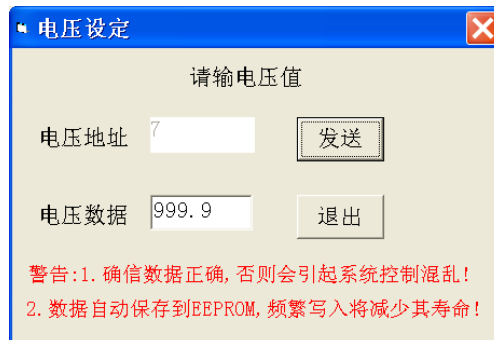 电压设定
请输电压值
电压地址 7 发送
电压数据 999.9 退出
警告:1.确信数据正确,否则会引起系统控制混乱!
2.数据自动保存到EEPROM,频繁写入将减少其寿命!